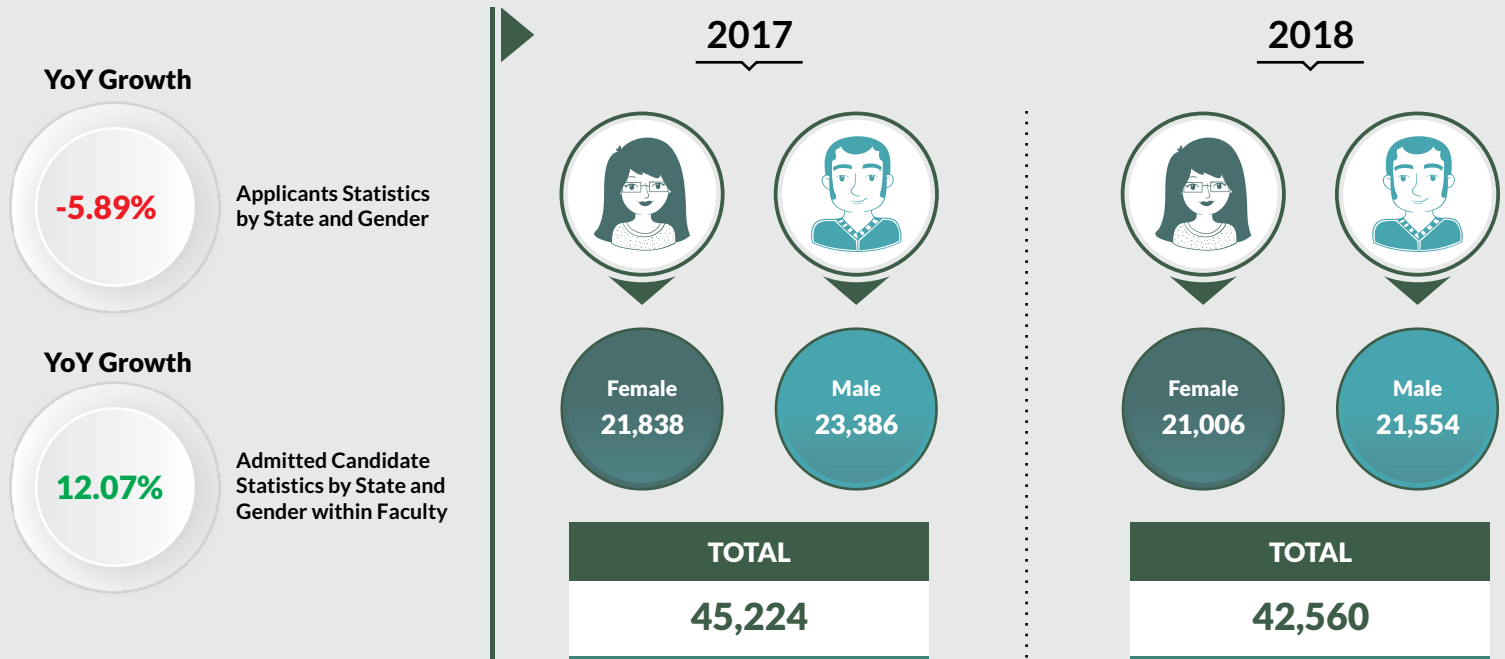 YoY Growth
-5.89%
Applicants Statistics
by State and Gender
YoY Growth
12.07%
Admitted Candidate
Statistics by State and
Gender within Faculty
2017
Female
21,838
Male
23,386
TOTAL
45,224
2018
Female
21,006
Male
21,554
TOTAL
42,560